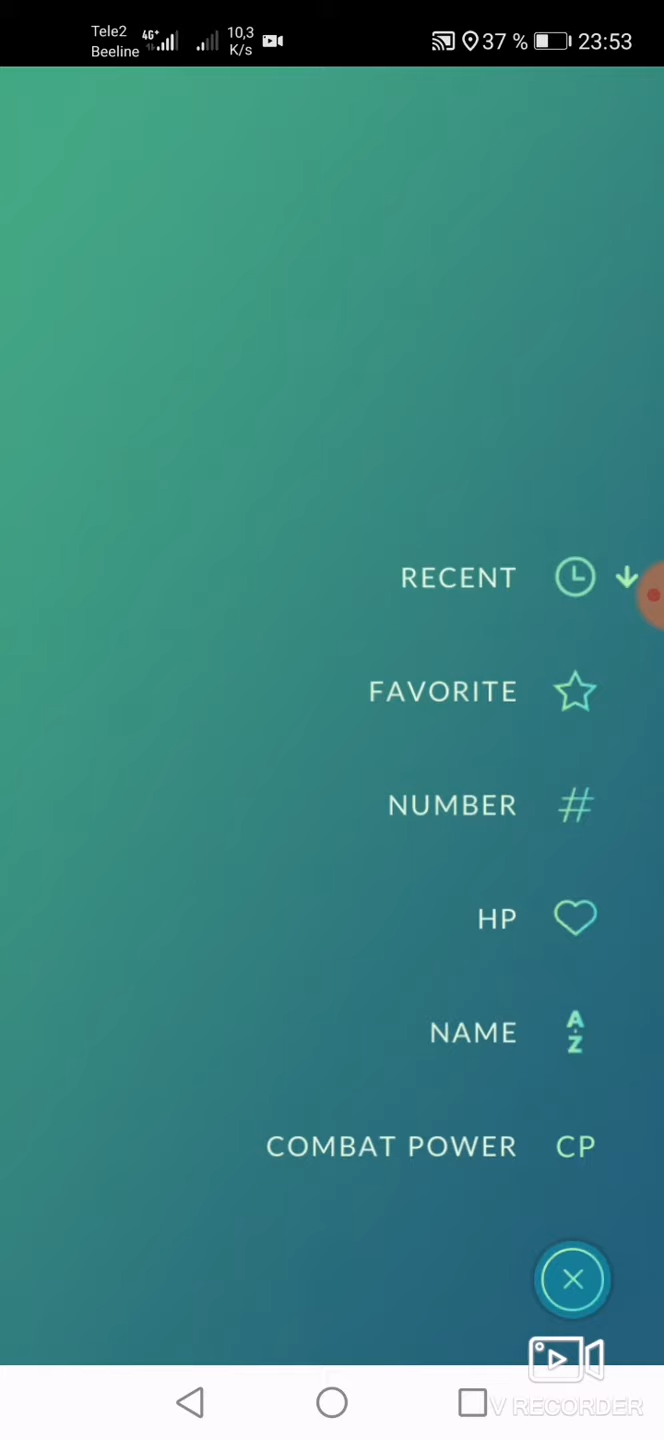 Tele2
Beeline
4G+
10,3
K/s
37 %
23:53
RECENT
FAVORITE
NUMBER #
HP
NAME A-Z
COMBAT POWER CP
V RECORDER